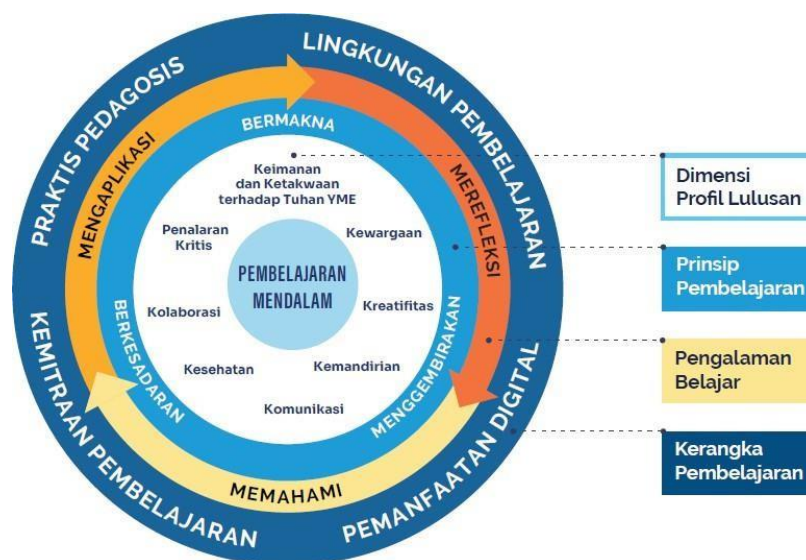 PRAKTIS PEDAGOSIS
LINGKUNGAN PEMBELAJARAN
PEMANFAATAN DIGITAL
KEMITRAAN PEMBELAJARAN
MENGAPLIKASI
MEREFLEKSI
MEMAHAMI
BERMAKNA
MENGGEMBIRAKAN
BERKESADARAN
Keimanan
dan Ketakwaan
terhadap Tuhan YME
Kewargaan
Kreatifitas
Kemandirian
Komunikasi
Kesehatan
Kolaborasi
Penalaran
Kritis
PEMBELAJARAN
MENDALAM
Dimensi
Profil Lulusan
Prinsip
Pembelajaran
Pengalaman
Belajar
Kerangka
Pembelajaran